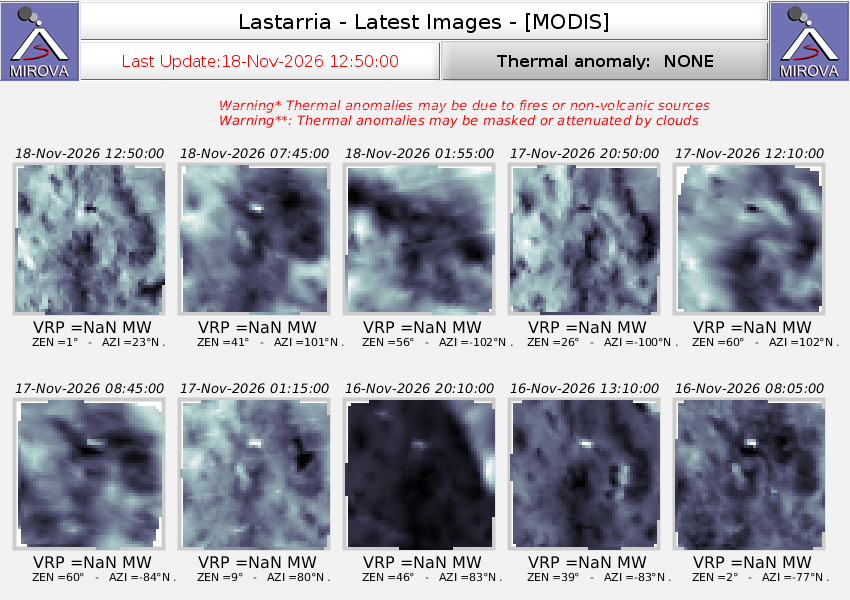 Lastarria - Latest Images - [MODIS]
MIROVA
Last Update:18-Nov-2026 12:50:00
Thermal anomaly: NONE
MIROVA
Warning* Thermal anomalies may be due to fires or non-volcanic sources
Warning**: Thermal anomalies may be masked or attenuated by clouds
18-Nov-2026 12:50:00 18-Nov-2026 07:45:00 18-Nov-2026 01:55:00 17-Nov-2026 20:50:00 17-Nov-2026 12:10:00
VRP =NaN MW VRP =NaN MW VRP =NaN MW VRP =NaN MW VRP =NaN MW
ZEN =1° - AZI =23°N . ZEN =41° - AZI =101°N . ZEN =56° - AZI =-102°N . ZEN =26° - AZI =-100°N . ZEN =60° - AZI =102°N .
17-Nov-2026 08:45:00 17-Nov-2026 01:15:00 16-Nov-2026 20:10:00 16-Nov-2026 13:10:00 16-Nov-2026 08:05:00
VRP =NaN MW VRP =NaN MW VRP =NaN MW VRP =NaN MW VRP =NaN MW
ZEN =60° - AZI =-84°N . ZEN =9° - AZI =80°N . ZEN =46° - AZI =83°N . ZEN =39° - AZI =-83°N . ZEN =2° - AZI =-77°N .